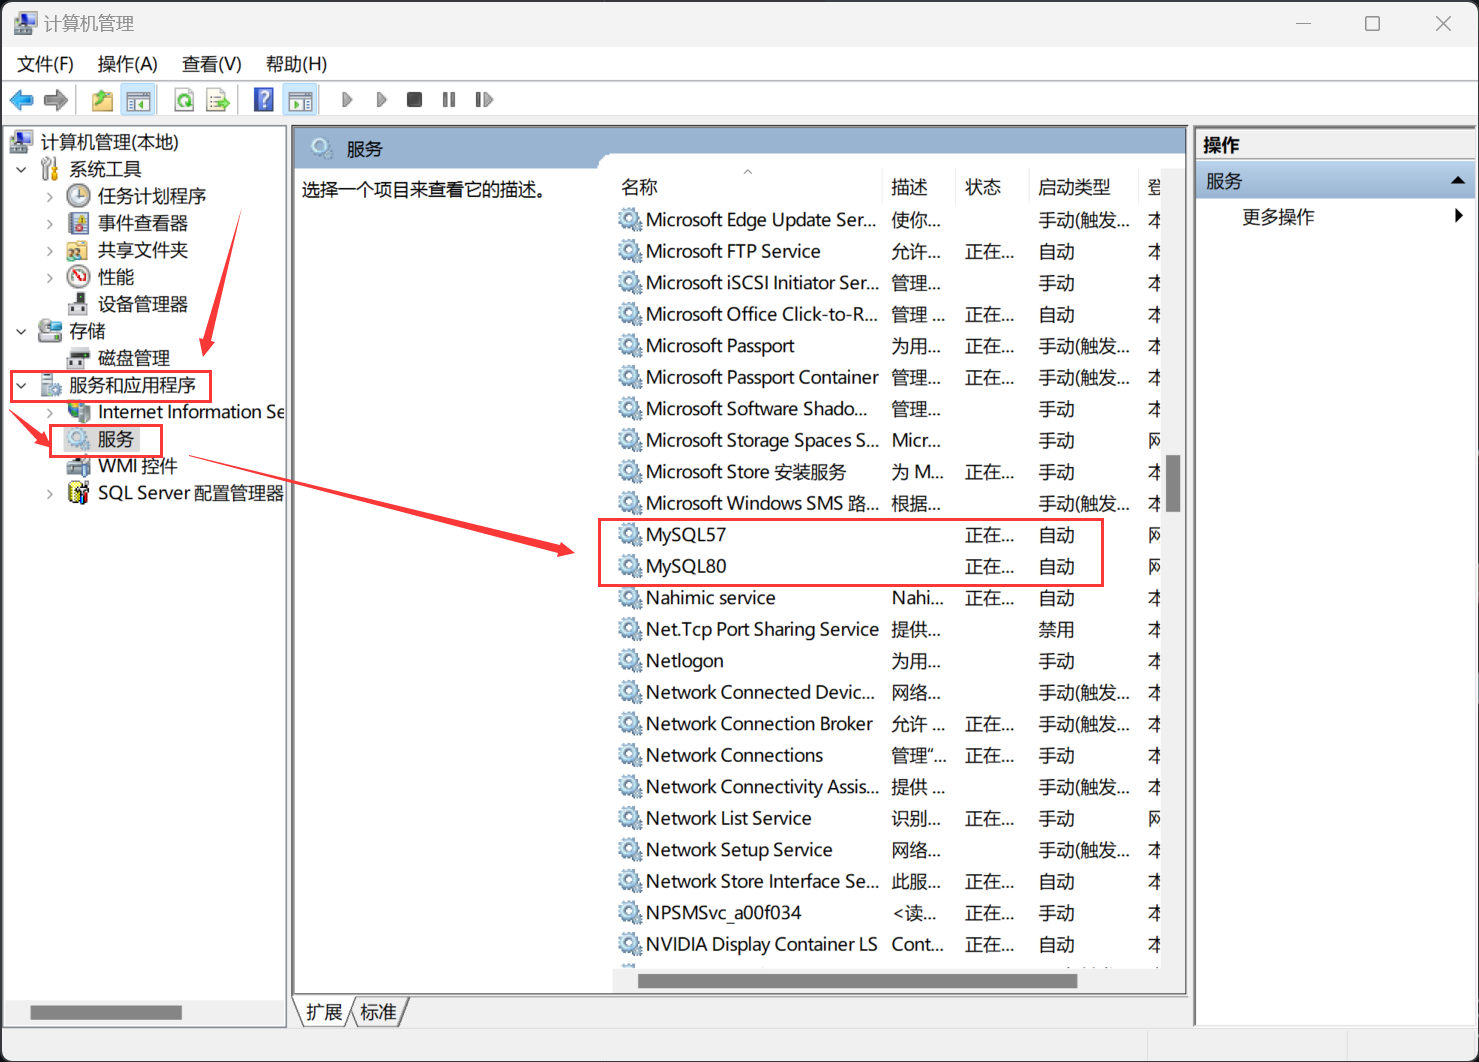 计算机管理
文件(F) 操作(A) 查看(V) 帮助(H)
计算机管理(本地)
系统工具
任务计划程序
事件查看器
共享文件夹
性能
设备管理器
存储
磁盘管理
服务和应用程序
Internet Information Se
服务
WMI 控件
SQL Server 配置管理器
服务
选择一个项目来查看它的描述。
名称 描述 状态 启动类型 登
Microsoft Edge Update Ser... 使你... 手动(触发... 本
Microsoft FTP Service 允许... 正在... 自动 本
Microsoft iSCSI Initiator Ser... 管理... 手动 本
Microsoft Office Click-to-R... 管理 ... 正在... 自动 本
Microsoft Passport 为用... 正在... 手动(触发... 本
Microsoft Passport Container 管理... 正在... 手动(触发... 本
Microsoft Software Shado... 管理... 手动 本
Microsoft Storage Spaces S... Micr... 手动 网
Microsoft Store 安装服务 为 M... 正在... 手动 本
Microsoft Windows SMS 路... 根据... 手动(触发... 本
MySQL57 正在... 自动 网
MySQL80 正在... 自动 网
Nahimic service Nahi... 正在... 自动 本
Net.Tcp Port Sharing Service 提供... 禁用 本
Netlogon 为用... 手动 本
Network Connected Devic... 网络... 手动(触发... 本
Network Connection Broker 允许 ... 正在... 手动(触发... 本
Network Connections 管理“... 正在... 手动 本
Network Connectivity Assis... 提供 ... 手动(触发... 本
Network List Service 识别... 正在... 手动 网
Network Setup Service 网络... 手动(触发... 本
Network Store Interface Se... 此服... 正在... 自动 本
NPSMSvc_a00f034 <读... 正在... 手动 本
NVIDIA Display Container LS Cont... 正在... 自动 本
扩展 标准
操作
服务
更多操作